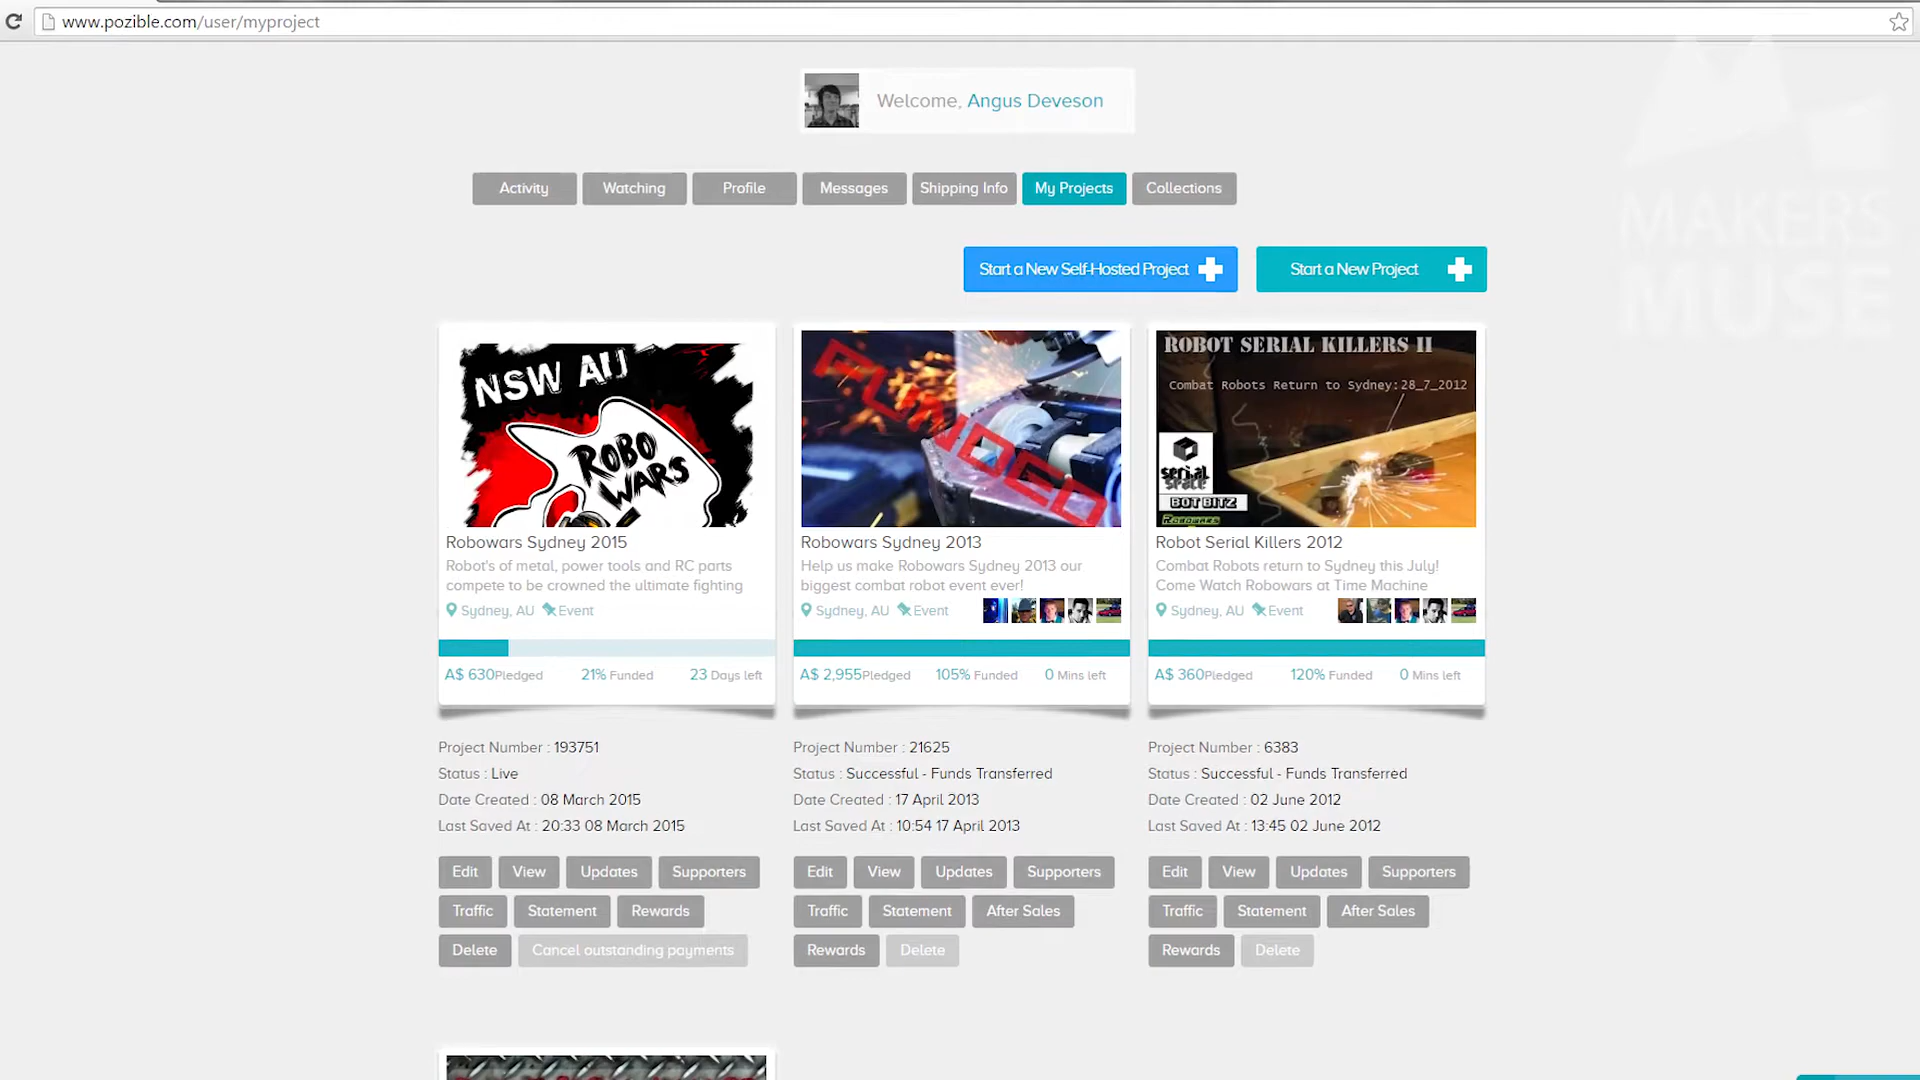 www.pozible.com/user/myproject
Welcome, Angus Deveson
Activity
Watching
Profile
Messages
Shipping Info
My Projects
Collections
Start a New Self-Hosted Project
Start a New Project
MAKERS
MUSE
NSW AU
ROBO
WARS
FUNDED
ROBOT SERIAL KILLERS II
Combat Robots Return to Sydney:28_7_2012
serial
space
BOT BITZ
Robowars
Robowars Sydney 2015
Robot's of metal, power tools and RC parts
compete to be crowned the ultimate fighting
Sydney, AU Event
A$ 630Pledged 21% Funded 23 Days left
Robowars Sydney 2013
Help us make Robowars Sydney 2013 our
biggest combat robot event ever!
Sydney, AU Event
A$ 2,955Pledged 105% Funded 0 Mins left
Robot Serial Killers 2012
Combat Robots return to Sydney this July!
Come Watch Robowars at Time Machine
Sydney, AU Event
A$ 360Pledged 120% Funded 0 Mins left
Project Number : 193751
Status : Live
Date Created : 08 March 2015
Last Saved At : 20:33 08 March 2015
Edit View Updates Supporters
Traffic Statement Rewards
Delete Cancel outstanding payments
Project Number : 21625
Status : Successful - Funds Transferred
Date Created : 17 April 2013
Last Saved At : 10:54 17 April 2013
Edit View Updates Supporters
Traffic Statement After Sales
Rewards Delete
Project Number : 6383
Status : Successful - Funds Transferred
Date Created : 02 June 2012
Last Saved At : 13:45 02 June 2012
Edit View Updates Supporters
Traffic Statement After Sales
Rewards Delete